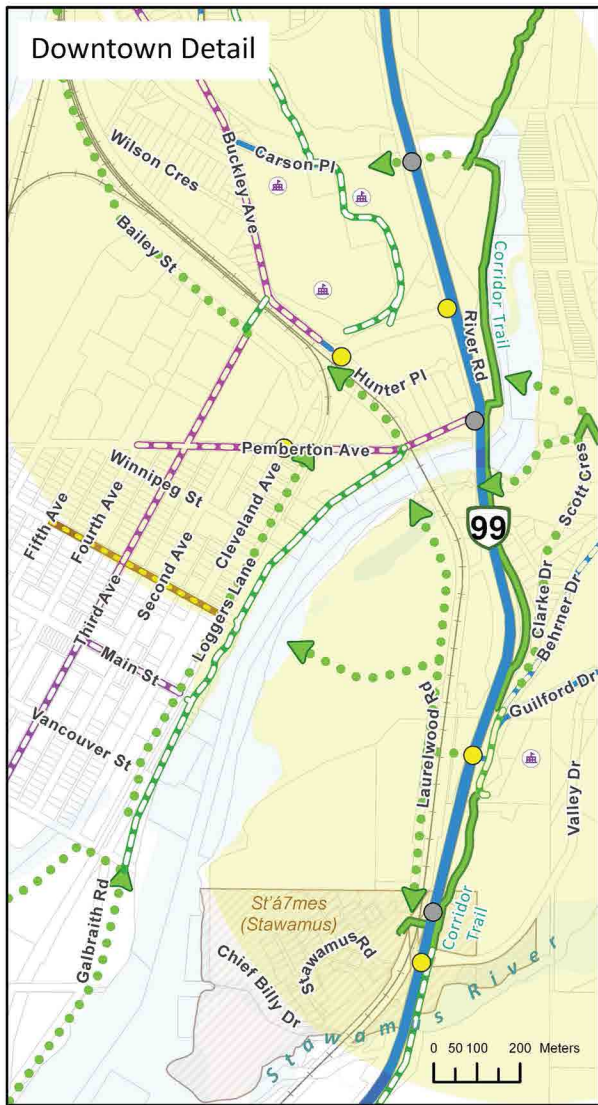 Downtown Detail
Wilson Cres
Buckley Ave
Carson Pl
Bailey St
Corridor Trail
River Rd
Hunter Pl
Pemberton Ave
Winnipeg St
Cleveland Ave
Scott Cres
99
Fifth Ave
Fourth Ave
Second Ave
Third Ave
Loggers Lane
Clarke Dr
Behrner Dr
Main St
Guilford Dr
Laurelwood Rd
Vancouver St
Valley Dr
Galbraith Rd
St'á7mes
(Stawamus)
Stawamus Rd
Chief Billy Dr
Corridor
Trail
Stawamus River
0 50 100 200 Meters